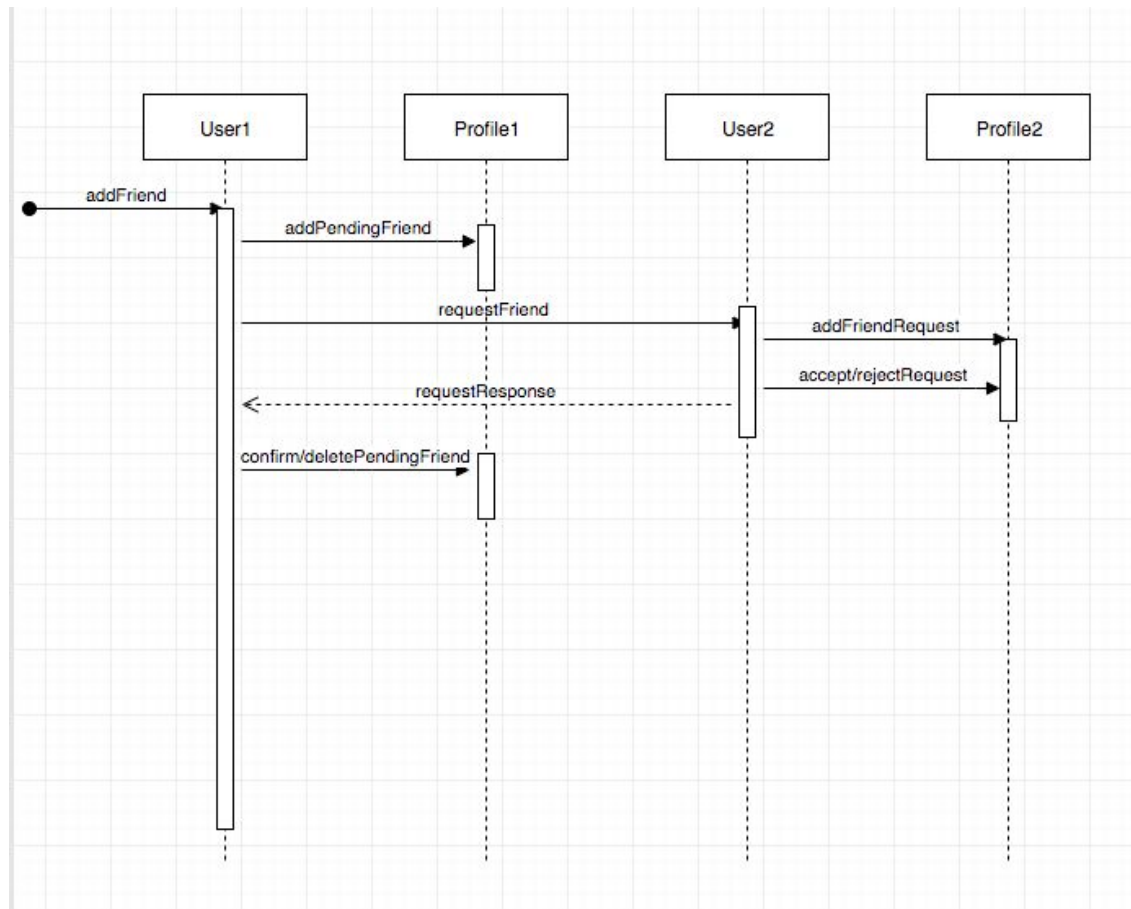 User1
Profile1
User2
Profile2
addFriend
addPendingFriend
requestFriend
addFriendRequest
accept/rejectRequest
requestResponse
confirm/deletePendingFriend